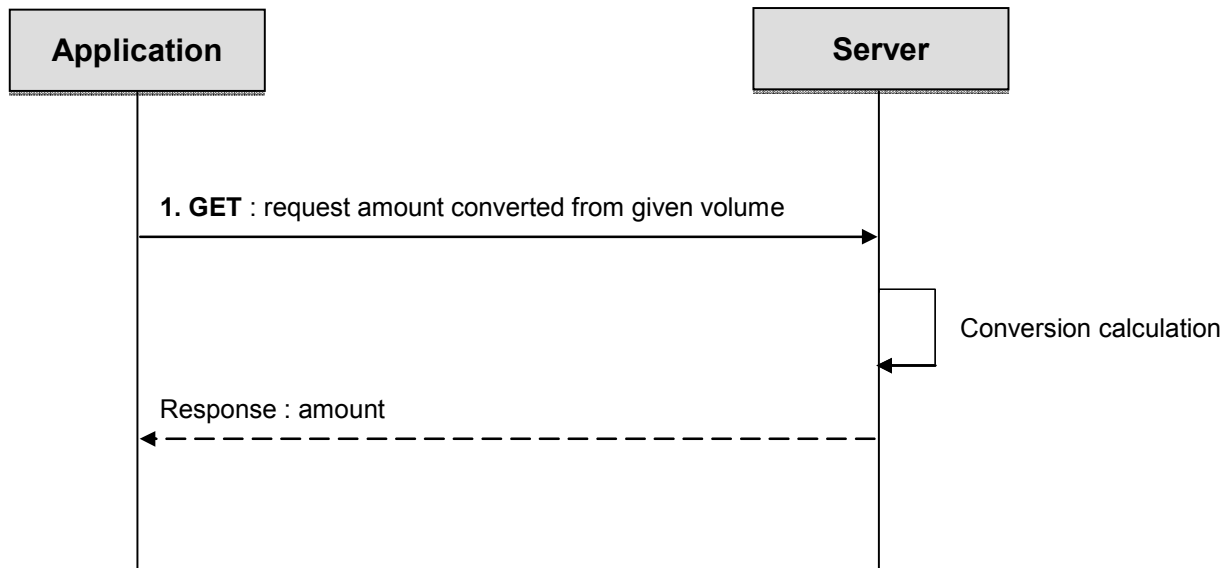 Application
Server
1. GET : request amount converted from given volume
Conversion calculation
Response : amount